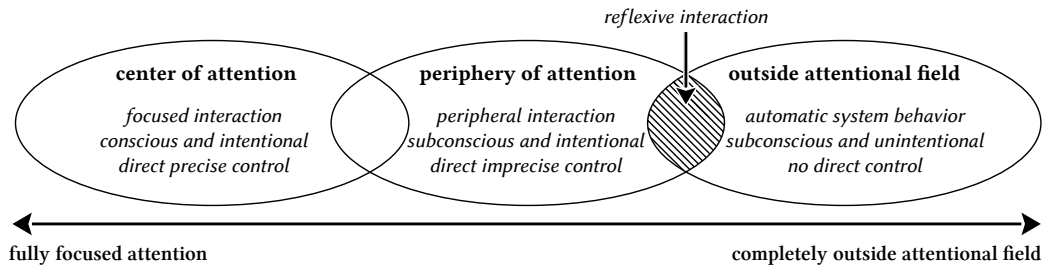 reflexive interaction
center of attention
focused interaction
conscious and intentional
direct precise control
periphery of attention
peripheral interaction
subconscious and intentional
direct imprecise control
outside attentional field
automatic system behavior
subconscious and unintentional
no direct control
fully focused attention
completely outside attentional field